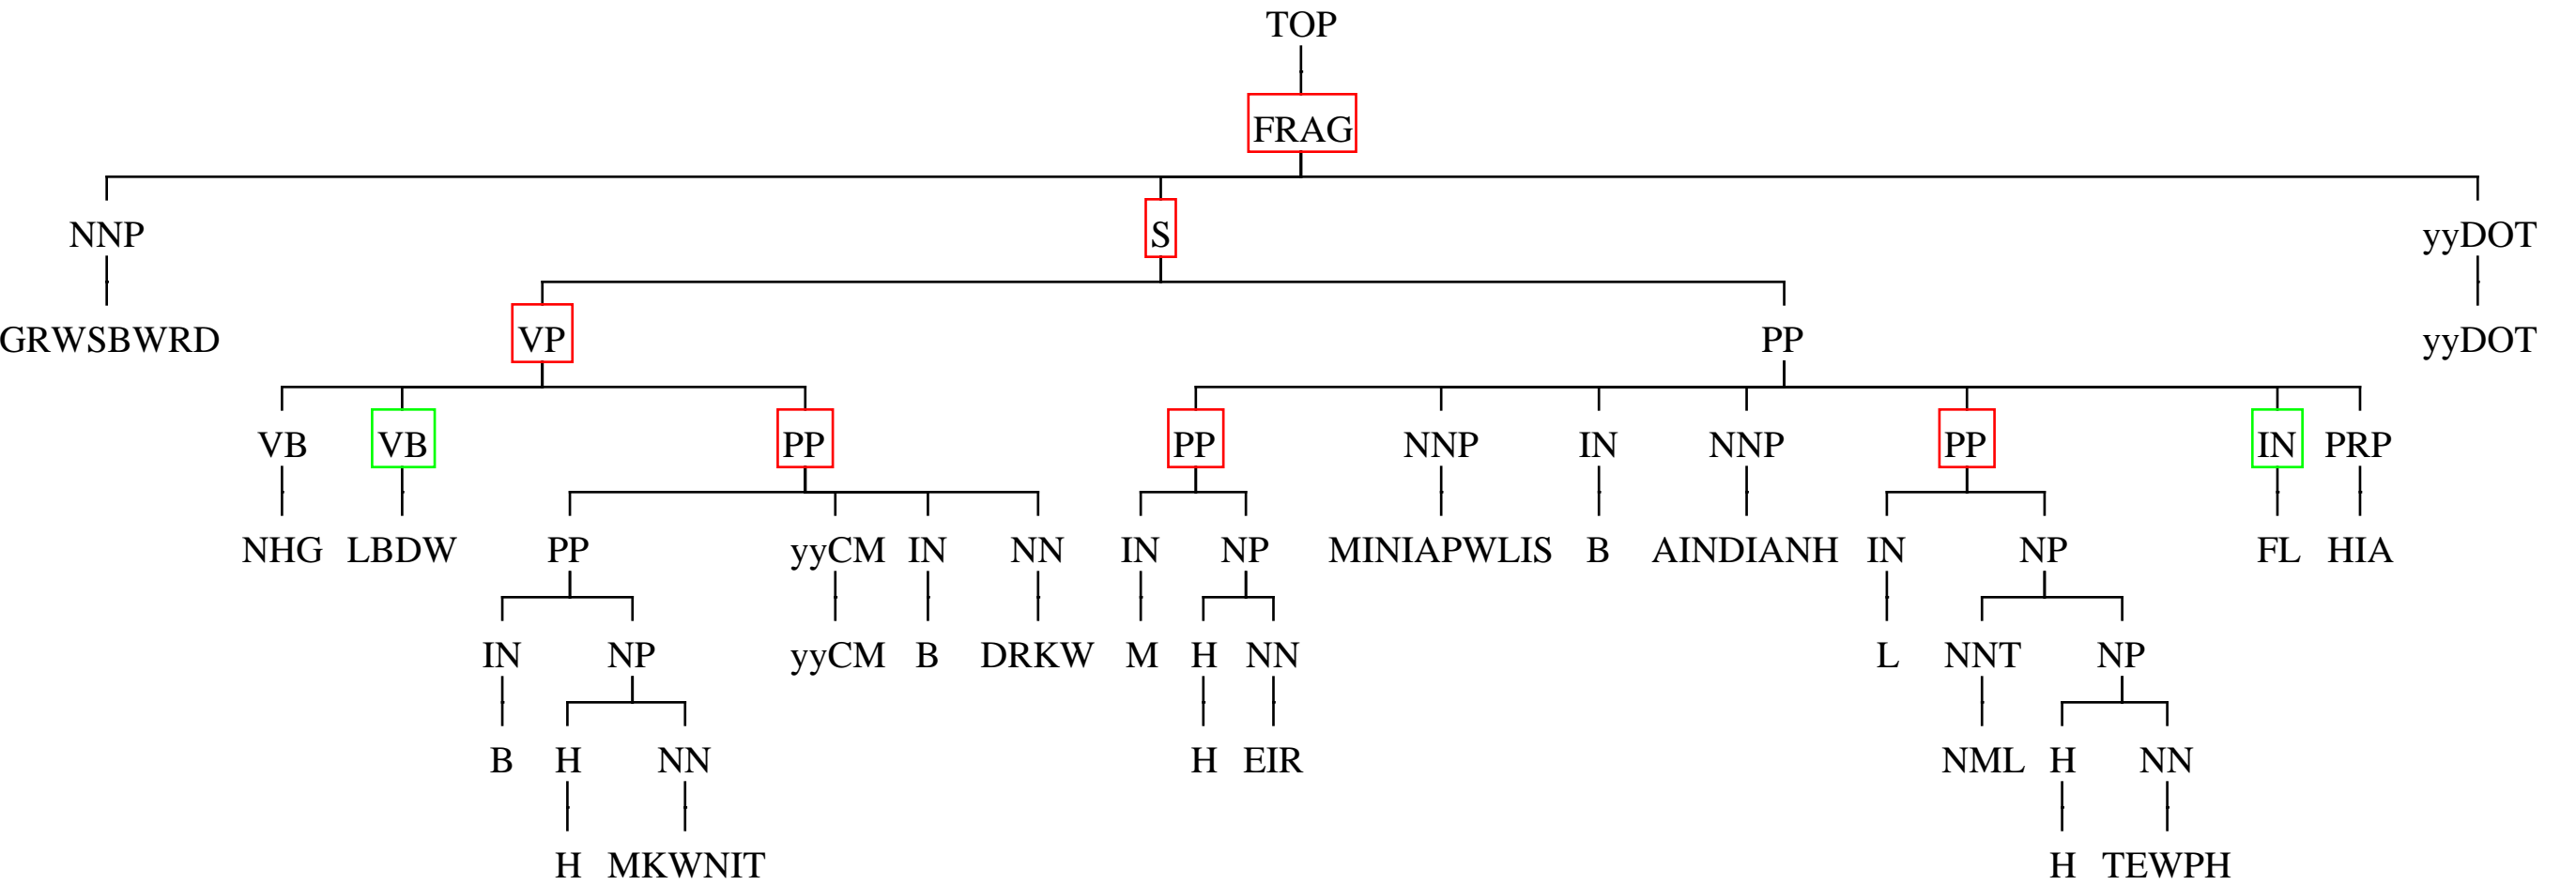 TOP
FRAG
NNP S yyDOT
GRWSBWRD VP PP yyDOT
VB VB PP PP NNP IN NNP PP IN PRP
NHG LBDW PP yyCM IN NN IN NP MINIAPWLIS B AINDIANH IN NP FL HIA
IN NP yyCM B DRKW M H NN L NNT NP
B H NN H EIR NML H NN
H MKWNIT H TEWPH